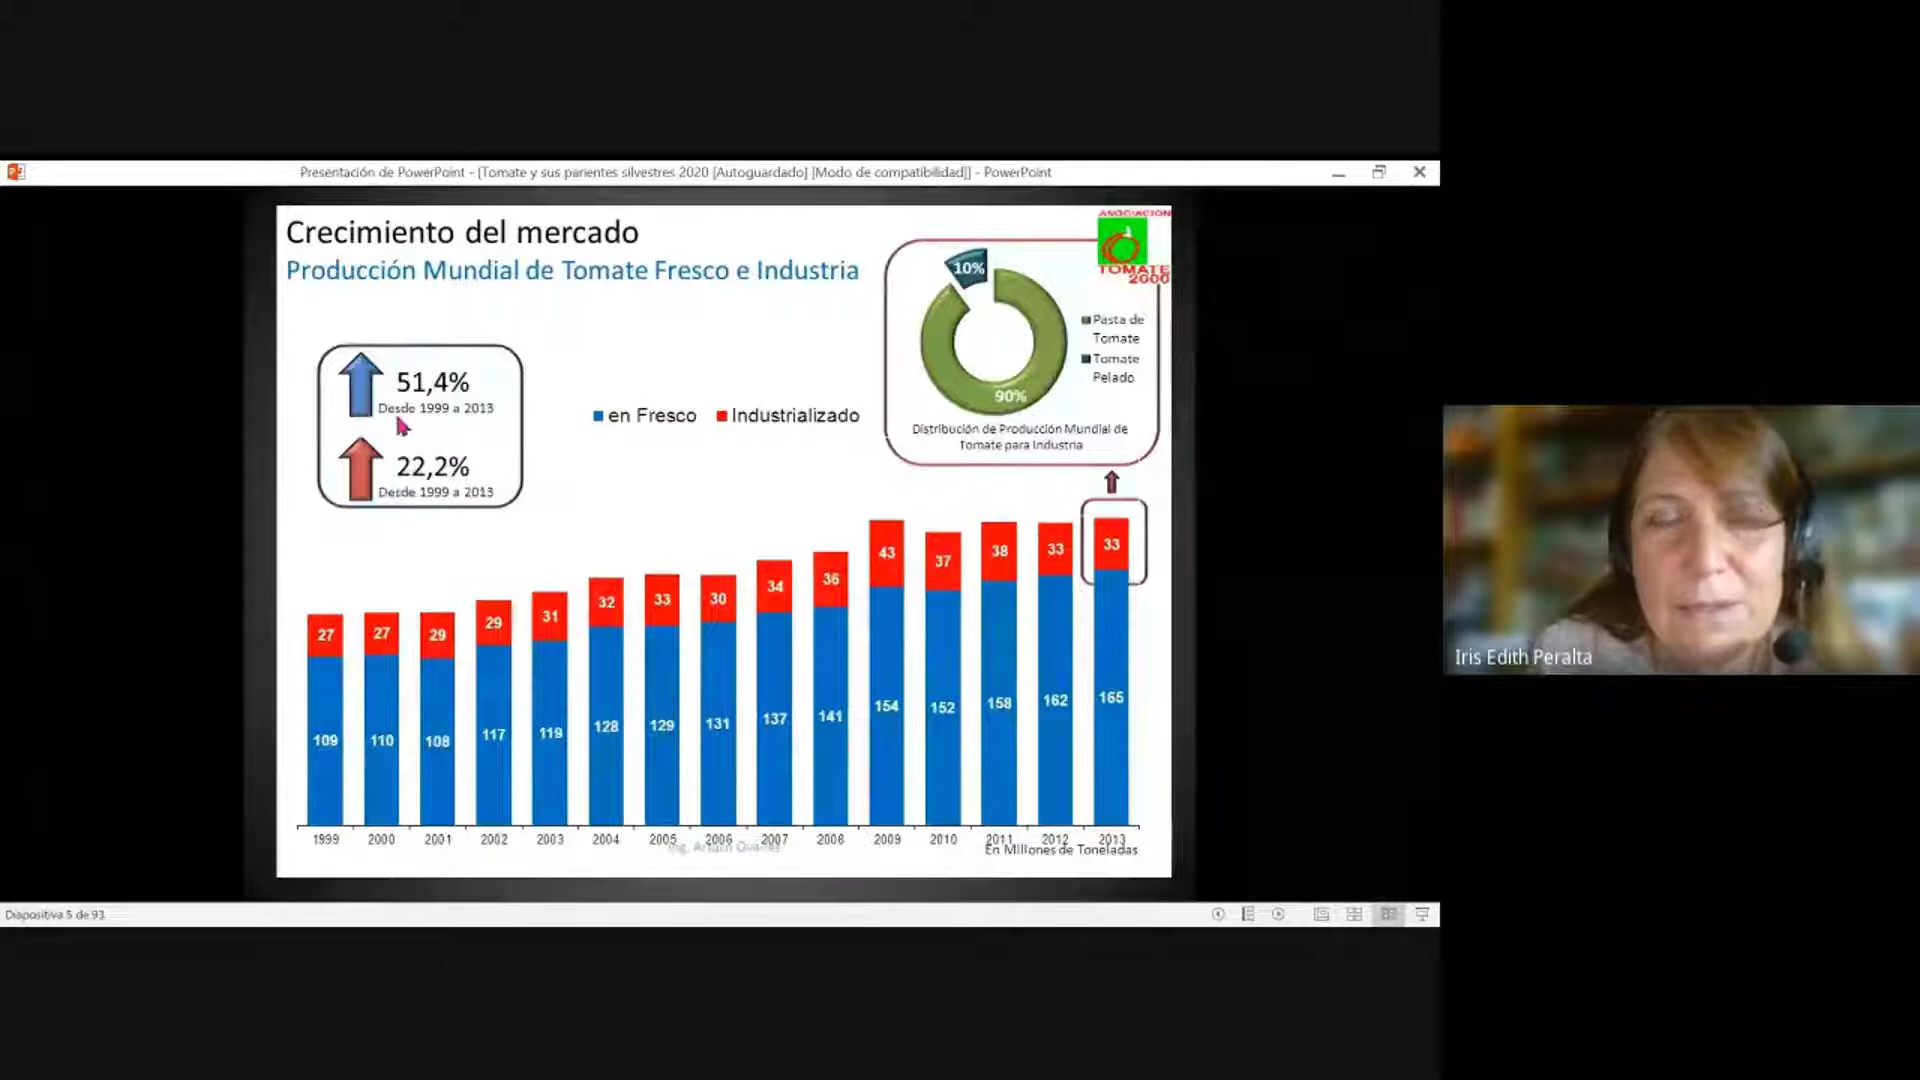 Presentación de PowerPoint - [Tomate y sus parientes silvestres 2020 [Autoguardado] [Modo de compatibilidad]] - PowerPoint
Crecimiento del mercado
Producción Mundial de Tomate Fresco e Industria
ASOCIACION
TOMATE
2000
10%
90%
Pasta de
Tomate
Tomate
Pelado
Distribución de Producción Mundial de
Tomate para Industria
51,4%
Desde 1999 a 2013
22,2%
Desde 1999 a 2013
en Fresco
Industrializado
27 27 29 29 31 32 33 30 34 36 43 37 38 33 33
109 110 108 117 119 128 129 131 137 141 154 152 158 162 165
1999 2000 2001 2002 2003 2004 2005 2006 2007 2008 2009 2010 2011 2012 2013
Ing. Arturo
En Millones de Toneladas
Iris Edith Peralta
Diapositiva 5 de 93